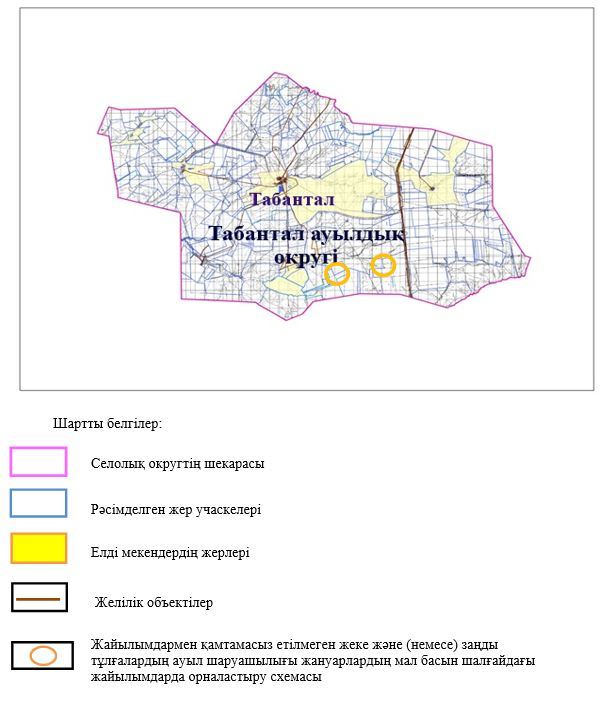 Табантал
Табантал ауылдық
округі
Шартты белгілер:
Селолық округтің шекарасы
Рәсімделген жер учаскелері
Елді мекендердің жерлері
Желілік объектілер
Жайылымдармен қамтамасыз етілмеген жеке және (немесе) заңды
тұлғалардың ауыл шаруашылығы жануарлардың мал басын шалғайдағы
жайылымдарда орналастыру схемасы